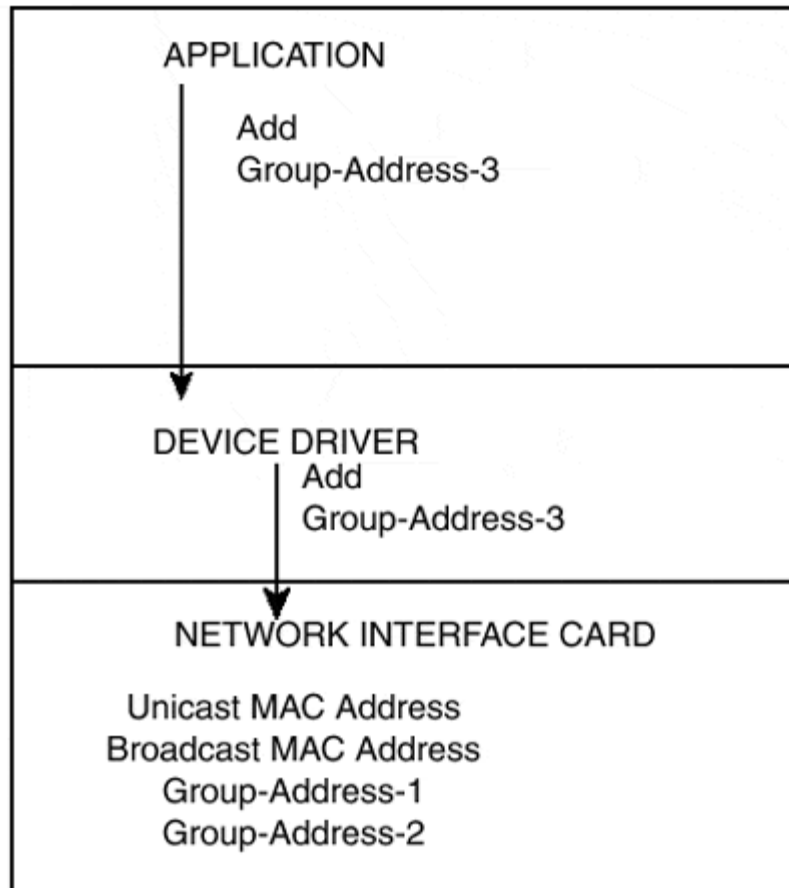 APPLICATION
Add
Group-Address-3
DEVICE DRIVER
Add
Group-Address-3
NETWORK INTERFACE CARD
Unicast MAC Address
Broadcast MAC Address
Group-Address-1
Group-Address-2